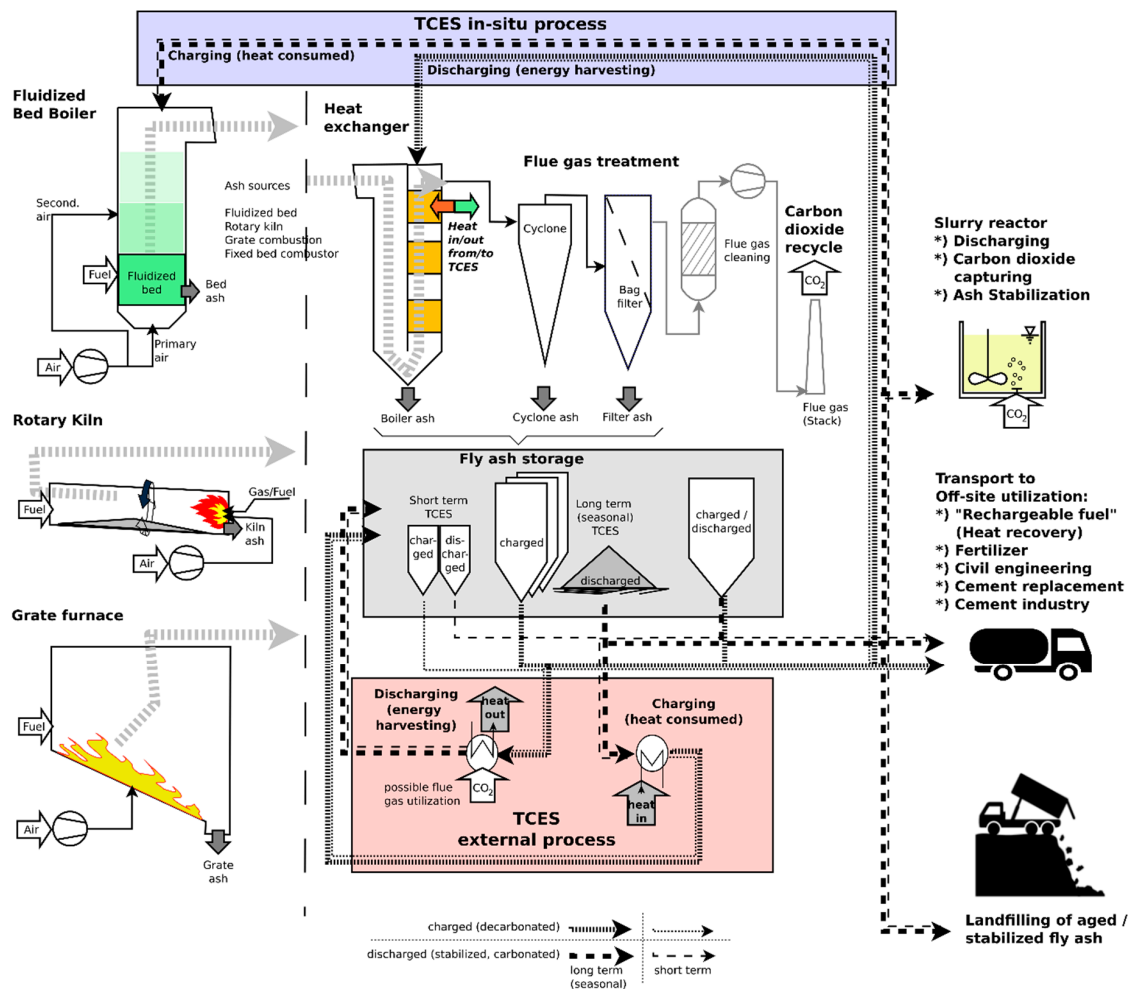 TCES in-situ process
Charging (heat consumed)
Discharging (energy harvesting)
Fluidized
Bed Boiler
Heat
exchanger
Flue gas treatment
Ash sources
Fluidized bed
Rotary kiln
Grate combustion
Fixed bed combustor
Second.
air
Fuel
Fluidized
bed
Bed
ash
Primary
air
Air
Heat
in/out
from/to
TCES
Cyclone
Bag
filter
Flue gas
cleaning
Carbon
dioxide
recycle
CO2
Flue gas
(Stack)
Boiler ash
Cyclone ash
Filter ash
Slurry reactor
*) Discharging
*) Carbon dioxide
capturing
*) Ash Stabilization
CO2
Rotary Kiln
Fuel
Gas/Fuel
Kiln
ash
Air
Fly ash storage
Short term
TCES
char-
ged
dis-
char-
ged
charged
Long term
(seasonal)
TCES
discharged
charged /
discharged
Transport to
Off-site utilization:
*) "Rechargeable fuel"
(Heat recovery)
*) Fertilizer
*) Civil engineering
*) Cement replacement
*) Cement industry
Grate furnace
Fuel
Air
Grate
ash
Discharging
(energy
harvesting)
heat
out
Charging
(heat consumed)
possible flue
gas utilization
CO2
heat
in
TCES
external process
Landfilling of aged /
stabilized fly ash
charged (decarbonated)
discharged (stabilized, carbonated)
long term
(seasonal)
short term